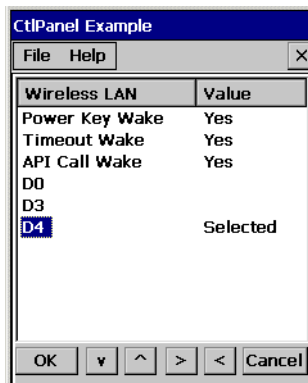 CtlPanel Example
File Help ×
Wireless LAN Value
Power Key Wake Yes
Timeout Wake Yes
API Call Wake Yes
D0
D3
D4 Selected
OK v ^ > < Cancel